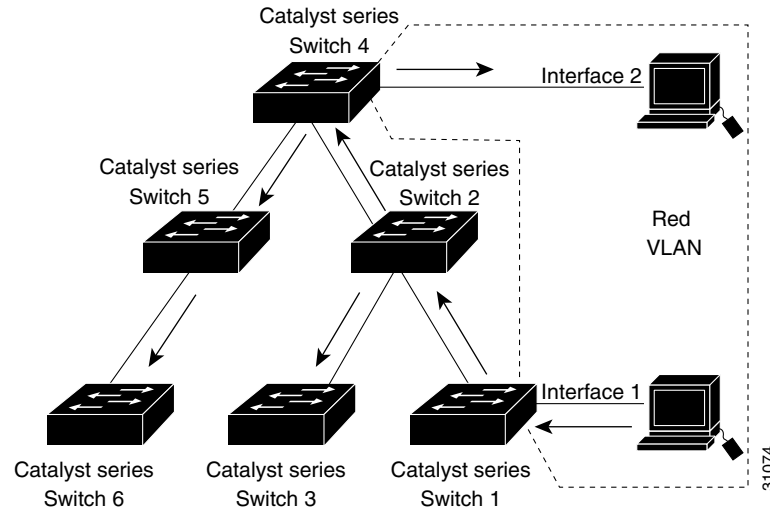 Catalyst series
Switch 4
Interface 2
Catalyst series
Switch 5
Catalyst series
Switch 2
Red
VLAN
Interface 1
Catalyst series
Switch 6
Catalyst series
Switch 3
Catalyst series
Switch 1
31074